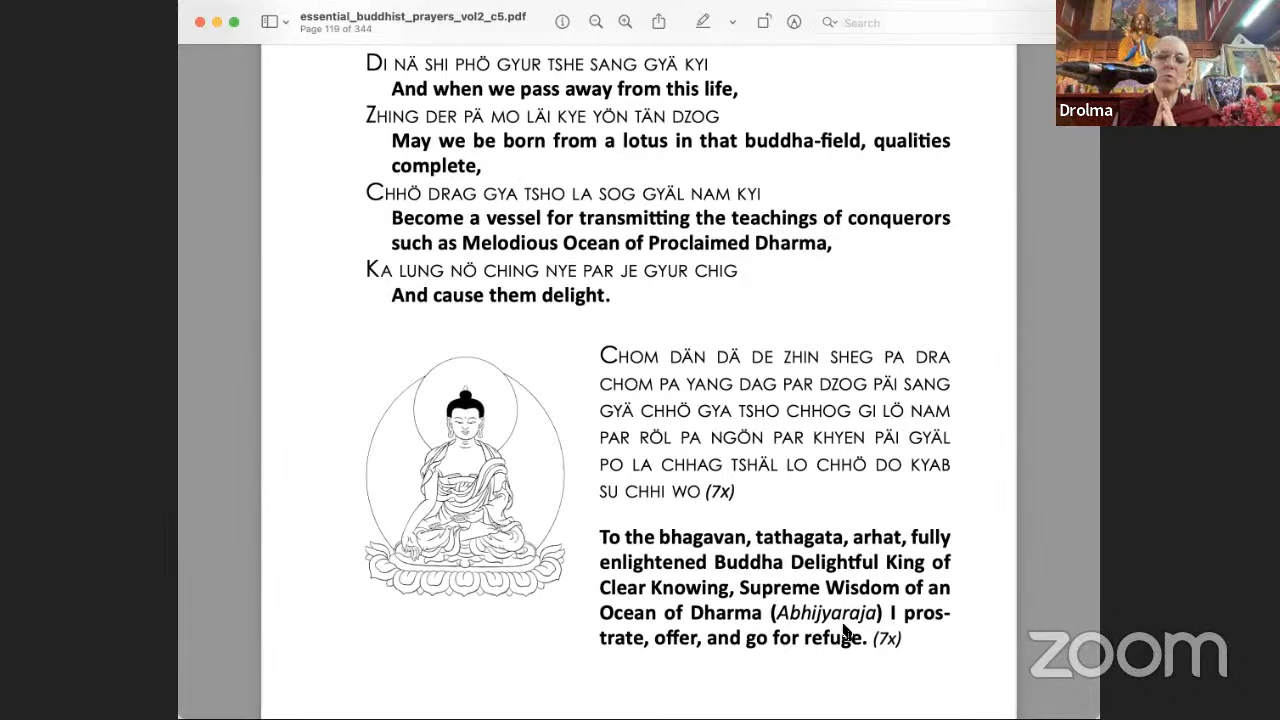 essential_buddhist_prayers_vol2_c5.pdf
Page 119 of 344
Search
Drolma
DI NÄ SHI PHÖ GYUR TSHE SANG GYÄ KYI
And when we pass away from this life,
ZHING DER PÄ MO LÄI KYE YÖN TÄN DZOG
May we be born from a lotus in that buddha-field, qualities
complete,
CHHÖ DRAG GYA TSHO LA SOG GYÄL NAM KYI
Become a vessel for transmitting the teachings of conquerors
such as Melodious Ocean of Proclaimed Dharma,
KA LUNG NÖ CHING NYE PAR JE GYUR CHIG
And cause them delight.
CHOM DÄN DÄ DE ZHIN SHEG PA DRA
CHOM PA YANG DAG PAR DZOG PÄI SANG
GYÄ CHHÖ GYA TSHO CHHOG GI LÖ NAM
PAR RÖL PA NGÖN PAR KHYEN PÄI GYÄL
PO LA CHHAG TSHÄL LO CHHÖ DO KYAB
SU CHHI WO (7x)
To the bhagavan, tathagata, arhat, fully
enlightened Buddha Delightful King of
Clear Knowing, Supreme Wisdom of an
Ocean of Dharma (Abhijyaraja) I pros-
trate, offer, and go for refuge. (7x)
zoom